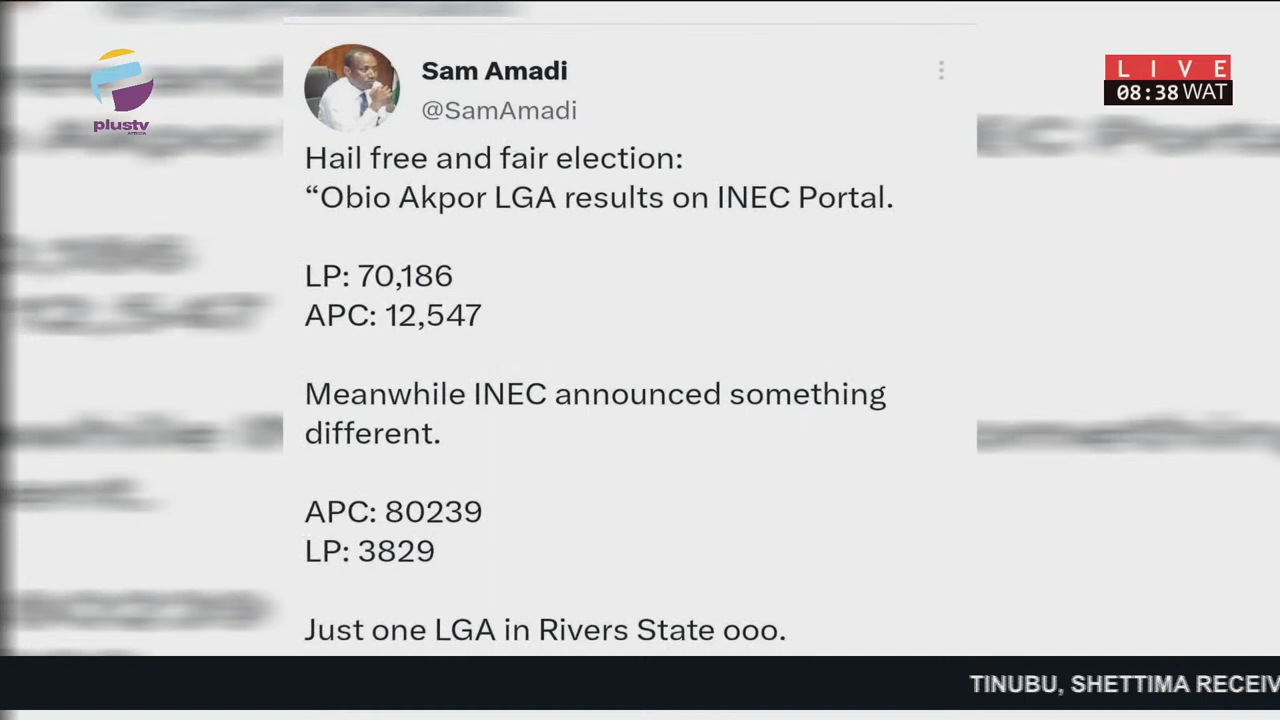 plustv
AFRICA
LIVE
08:38 WAT
Sam Amadi
@SamAmadi
Hail free and fair election:
“Obio Akpor LGA results on INEC Portal.
LP: 70,186
APC: 12,547
Meanwhile INEC announced something
different.
APC: 80239
LP: 3829
Just one LGA in Rivers State ooo.
TINUBU, SHETTIMA